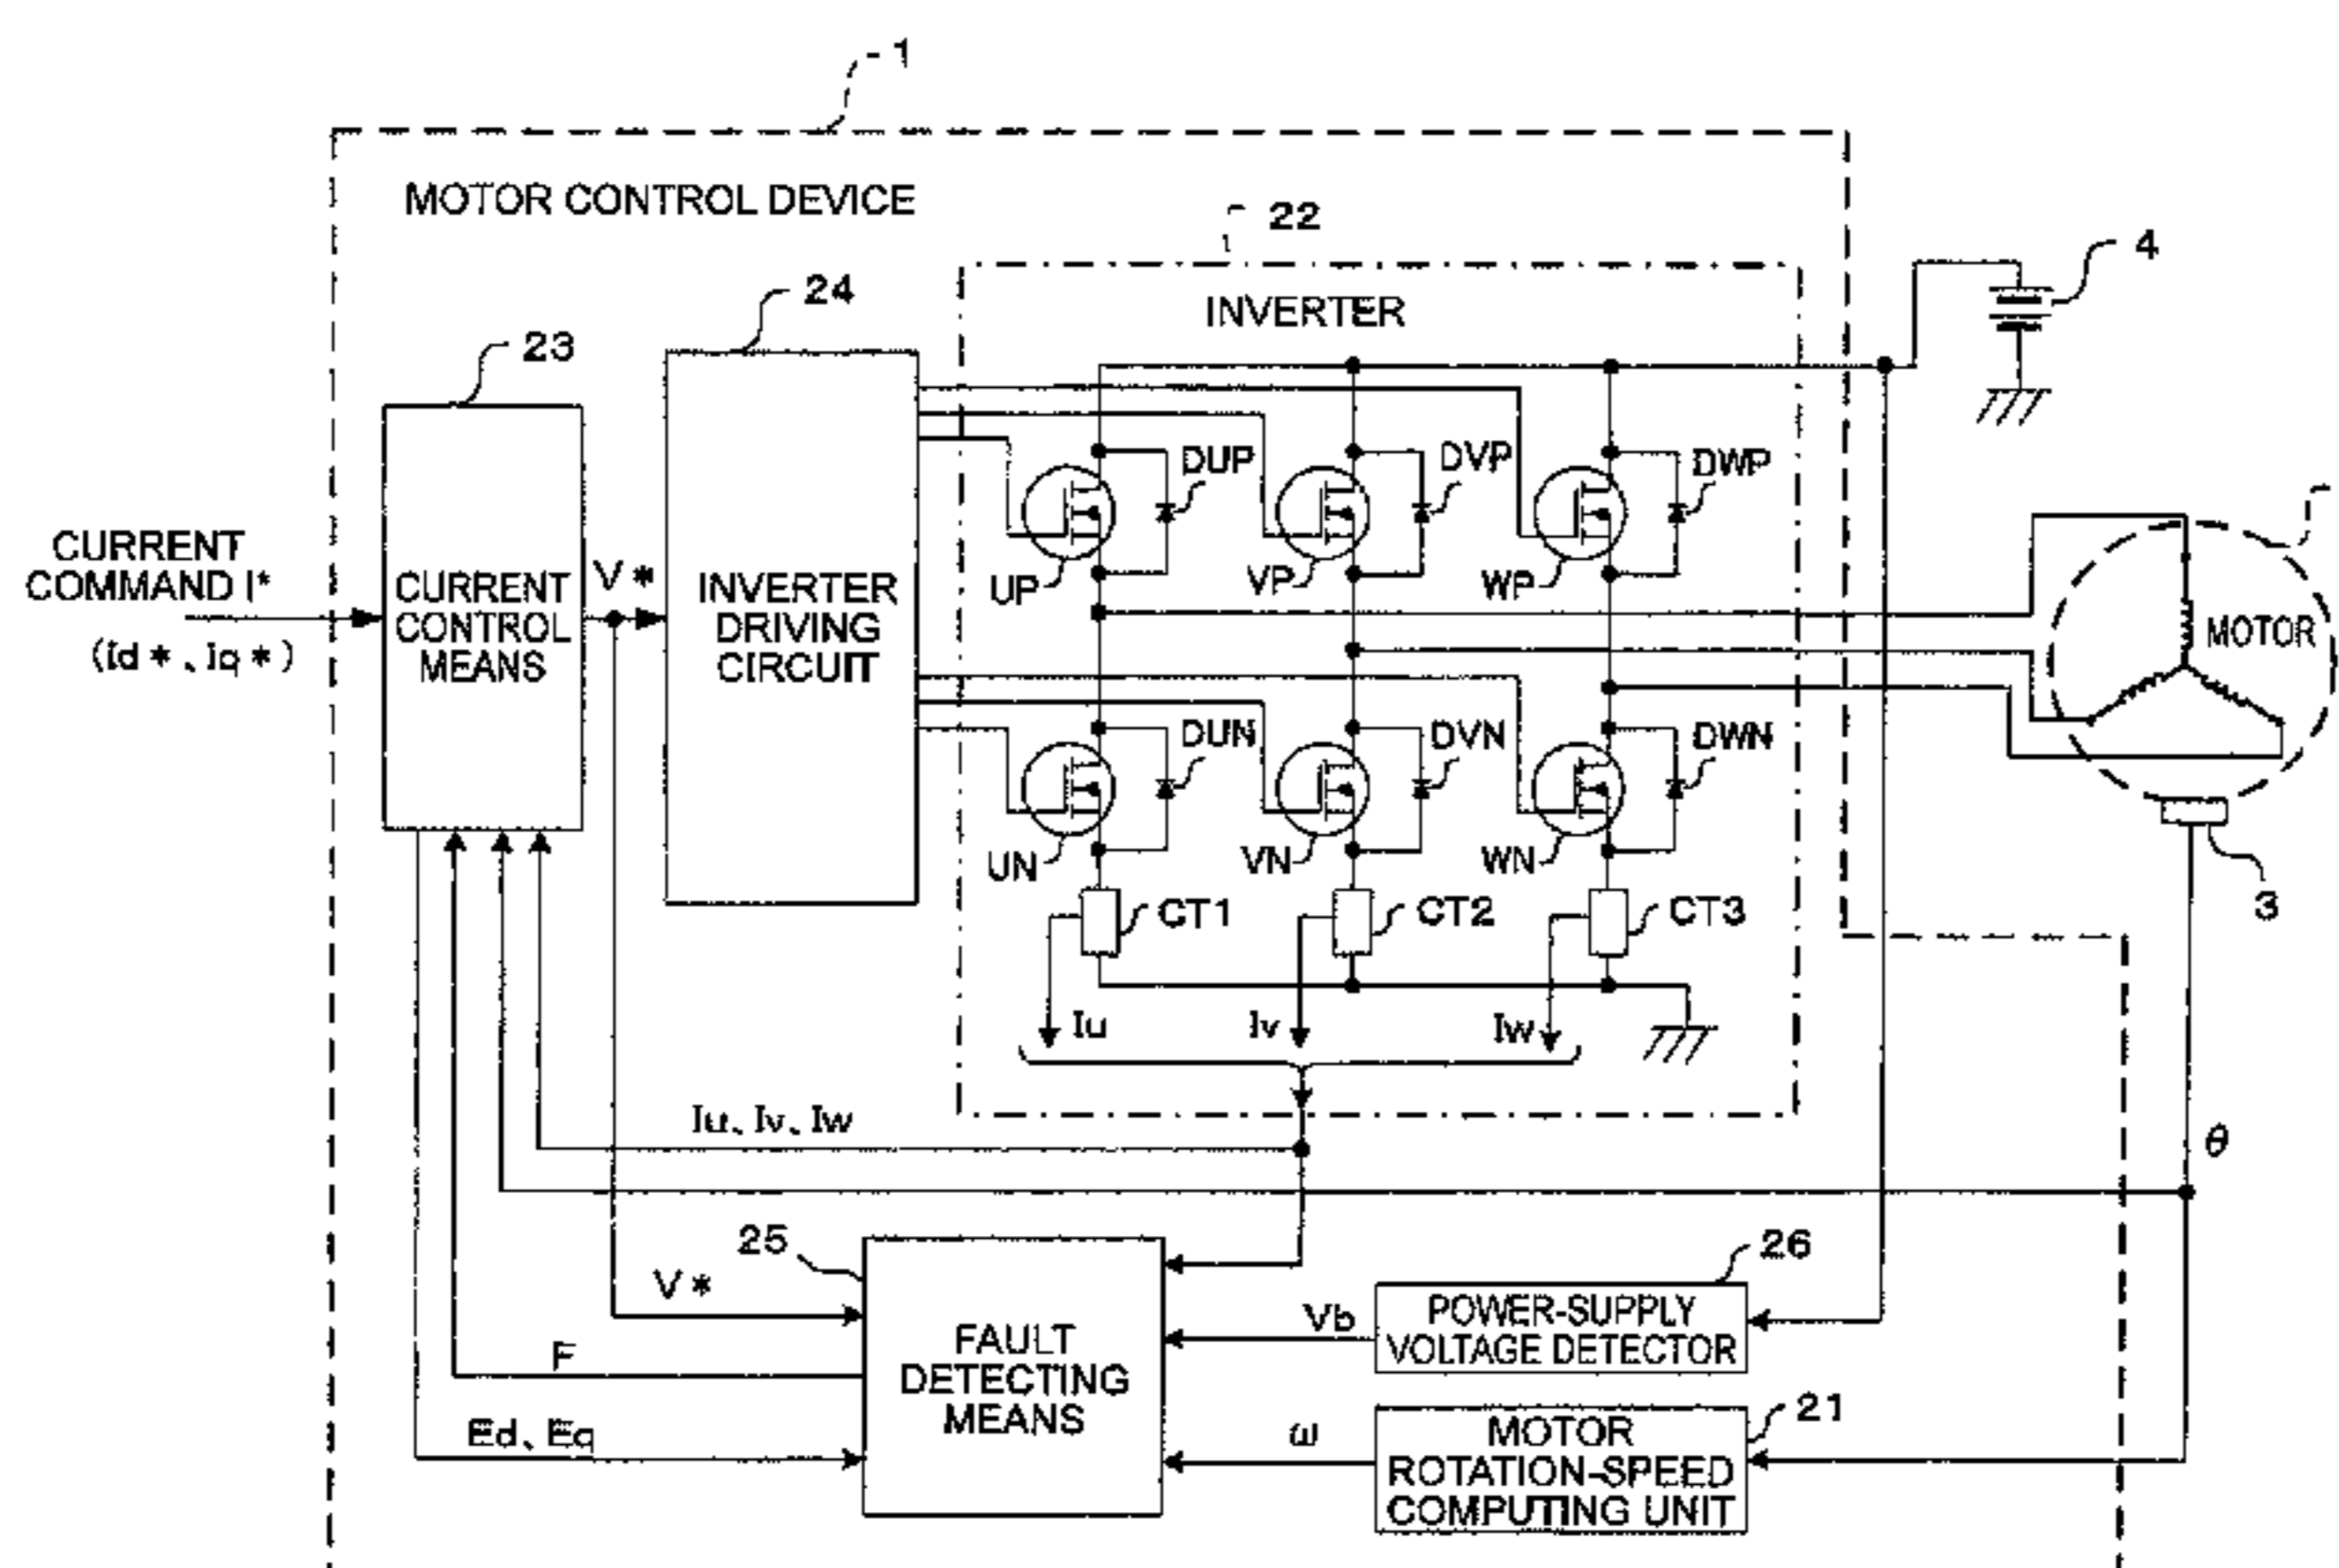 1
MOTOR CONTROL DEVICE
22
4
24
INVERTER
23
DUP
DVP
DWP
CURRENT
COMMAND I*
(Id*、Iq*)
CURRENT
CONTROL
MEANS
V*
INVERTER
DRIVING
CIRCUIT
UP
VP
WP
MOTOR
DUN
DVN
DWN
UN
VN
WN
CT1
CT2
CT3
3
Iu
Iv
Iw
Iu、Iv、Iw
θ
25
26
V*
Vb
POWER-SUPPLY
VOLTAGE DETECTOR
F
FAULT
DETECTING
MEANS
21
Ed、Eq
ω
MOTOR
ROTATION-SPEED
COMPUTING UNIT